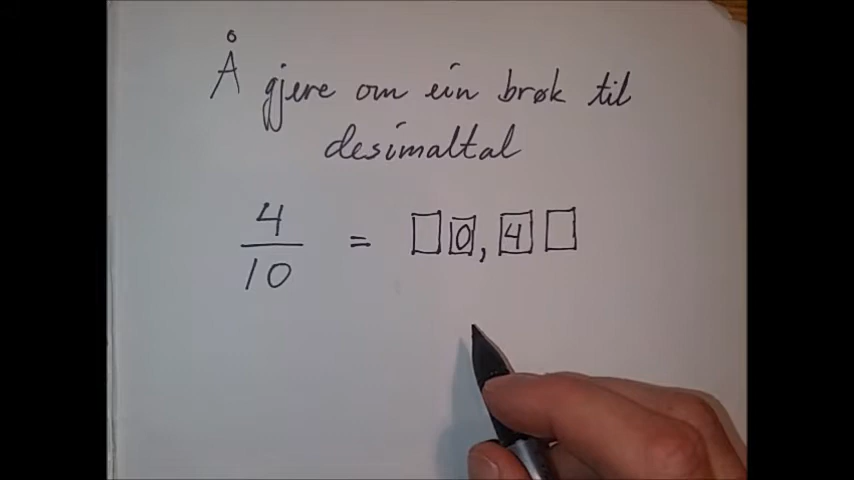 Å gjere om ein brøk til
desimaltal
4/10 = 0,4